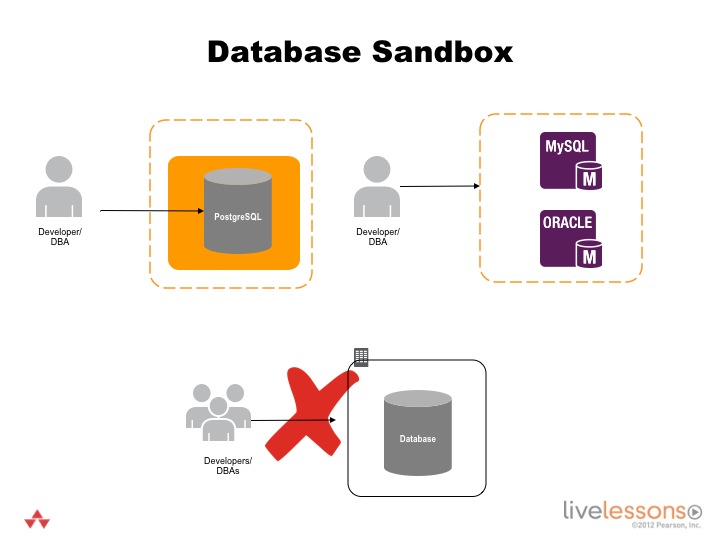 Database Sandbox
MySQL
M
PostgreSQL
ORACLE
M
Developer/
DBA
Developer/
DBA
Database
Developers/
DBAs
livelessons
©2012 Pearson, Inc.